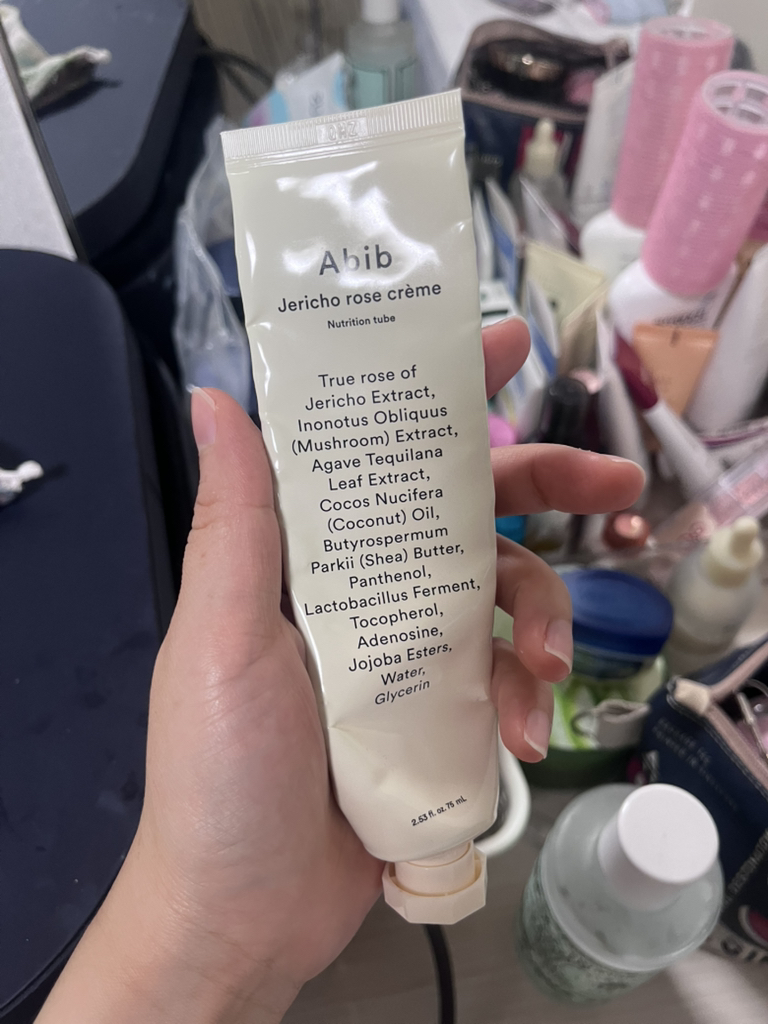 Abib
Jericho rose crème
Nutrition tube
True rose of
Jericho Extract,
Inonotus Obliquus
(Mushroom) Extract,
Agave Tequilana
Leaf Extract,
Cocos Nucifera
(Coconut) Oil,
Butyrospermum
Parkii (Shea) Butter,
Panthenol,
Lactobacillus Ferment,
Tocopherol,
Adenosine,
Jojoba Esters,
Water,
Glycerin
2.53 fl. oz. 75 mL